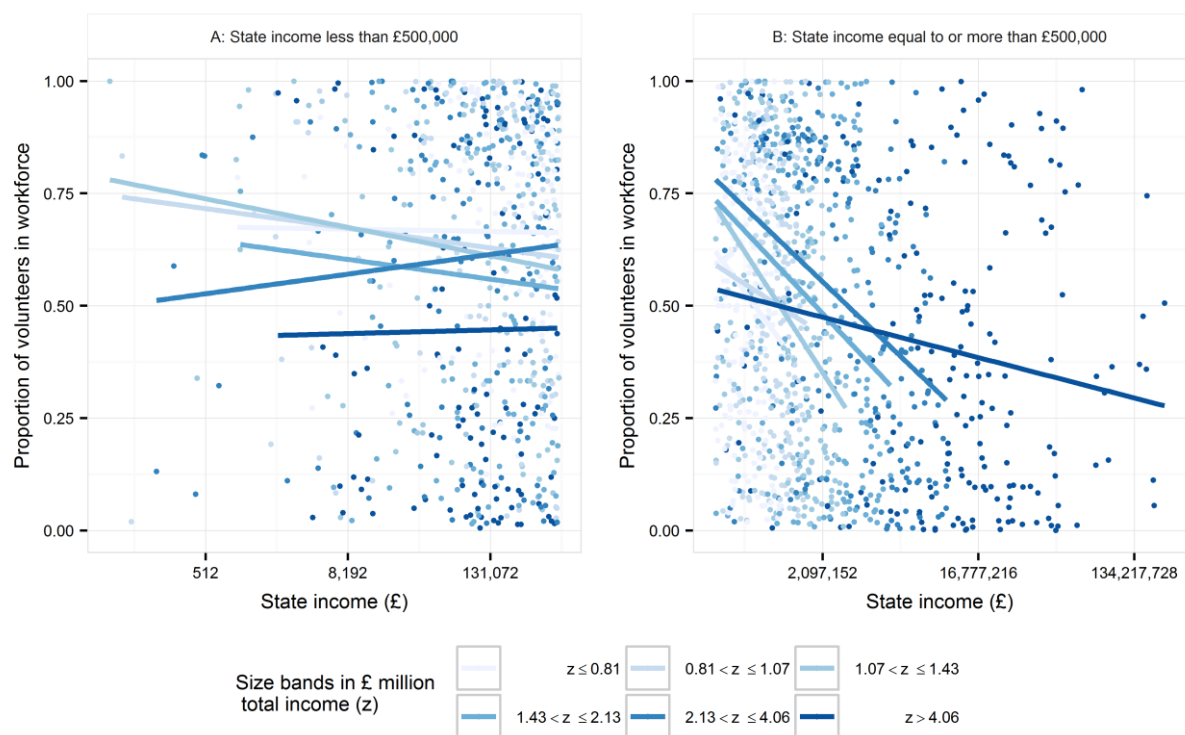 A: State income less than £500,000
B: State income equal to or more than £500,000
1.00
0.75
0.50
0.25
0.00
Proportion of volunteers in workforce
512
8,192
131,072
State income (£)
1.00
0.75
0.50
0.25
0.00
Proportion of volunteers in workforce
2,097,152
16,777,216
134,217,728
State income (£)
Size bands in £ million
total income (z)
z ≤ 0.81
0.81 < z ≤ 1.07
1.07 < z ≤ 1.43
1.43 < z ≤ 2.13
2.13 < z ≤ 4.06
z > 4.06